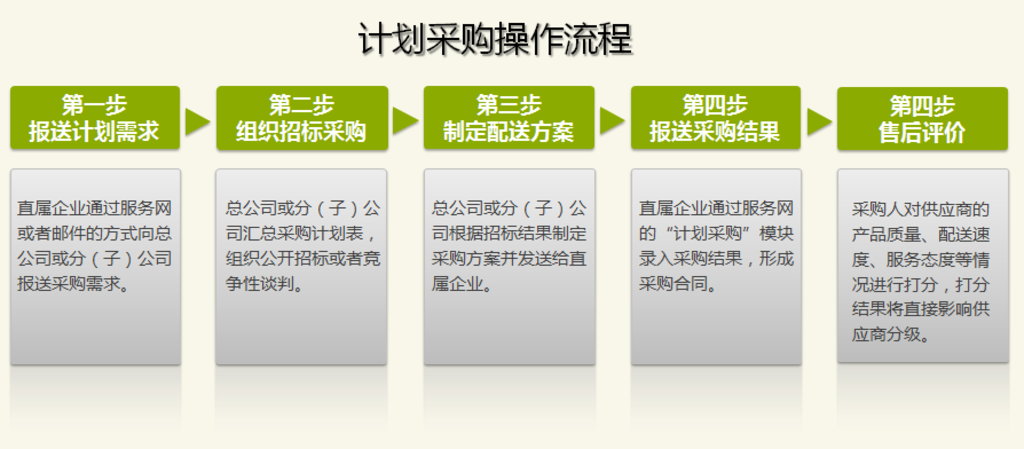 计划采购操作流程
第一步
报送计划需求
第二步
组织招标采购
第三步
制定配送方案
第四步
报送采购结果
第四步
售后评价
直属企业通过服务网
或者邮件的方式向总
公司或分（子）公司
报送采购需求。
总公司或分（子）公
司汇总采购计划表，
组织公开招标或者竞
争性谈判。
总公司或分（子）公
司根据招标结果制定
采购方案并发送给直
属企业。
直属企业通过服务网
的“计划采购”模块
录入采购结果，形成
采购合同。
采购人对供应商的
产品质量、配送速
度、服务态度等情
况进行打分，打分
结果将直接影响供
应商分级。